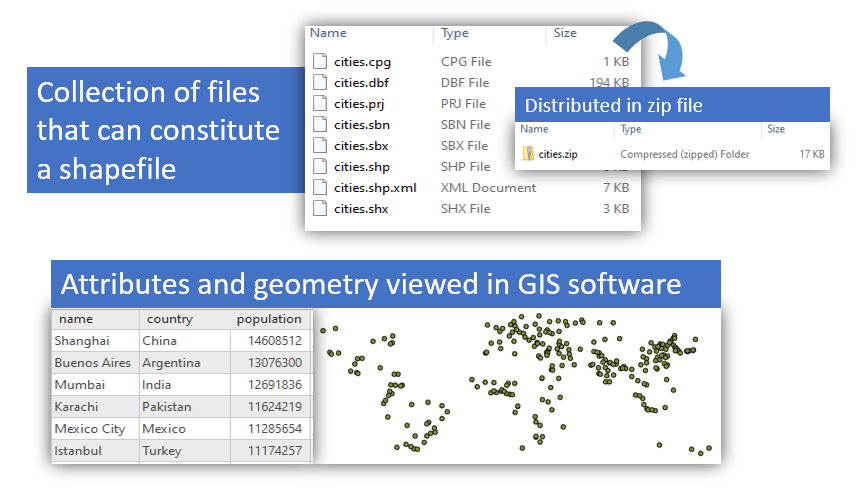 Collection of files
that can constitute
a shapefile
Name Type Size
cities.cpg CPG File 1 KB
cities.dbf DBF File 194 KB
cities.prj PRJ File
cities.sbn SBN File
cities.sbx SBX File
cities.shp SHP File
cities.shp.xml XML Document 7 KB
cities.shx SHX File 3 KB
Distributed in zip file
Name Type Size
cities.zip Compressed (zipped) Folder 17 KB
Attributes and geometry viewed in GIS software
name country population
Shanghai China 14608512
Buenos Aires Argentina 13076300
Mumbai India 12691836
Karachi Pakistan 11624219
Mexico City Mexico 11285654
Istanbul Turkey 11174257